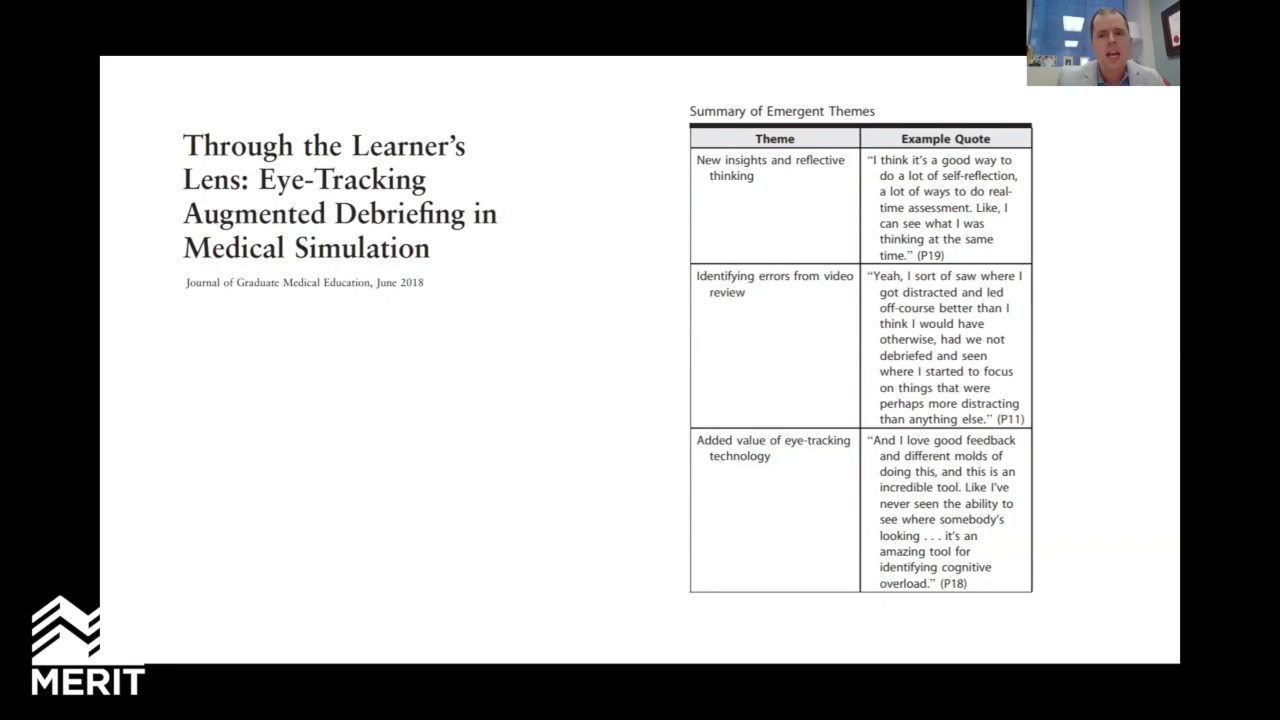 Through the Learner's
Lens: Eye-Tracking
Augmented Debriefing in
Medical Simulation
Journal of Graduate Medical Education, June 2018
Summary of Emergent Themes
Theme
Example Quote
New insights and reflective
thinking
“I think it’s a good way to
do a lot of self-reflection,
a lot of ways to do real-
time assessment. Like, I
can see what I was
thinking at the same
time.” (P19)
Identifying errors from video
review
“Yeah, I sort of saw where I
got distracted and led
off-course better than I
think I would have
otherwise, had we not
debriefed and seen
where I started to focus
on things that were
perhaps more distracting
than anything else.” (P11)
Added value of eye-tracking
technology
“And I love good feedback
and different molds of
doing this, and this is an
incredible tool. Like I’ve
never seen the ability to
see where somebody’s
looking . . . it’s an
amazing tool for
identifying cognitive
overload.” (P18)
MERIT